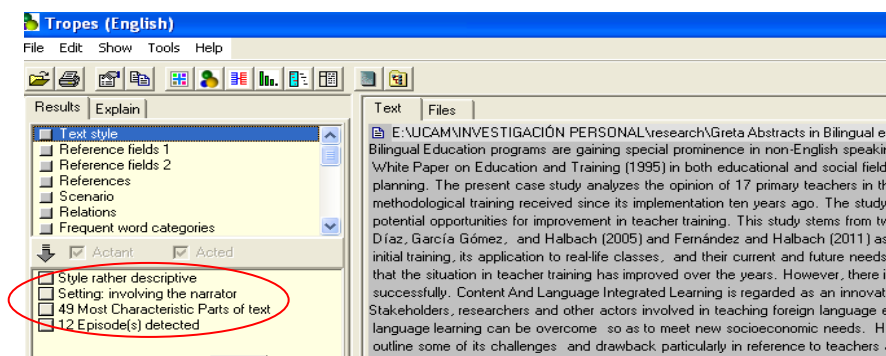 Tropes (English)
File Edit Show Tools Help
Results Explain
Text style
Reference fields 1
Reference fields 2
References
Scenario
Relations
Frequent word categories
Actant Acted
Style rather descriptive
Setting: involving the narrator
49 Most Characteristic Parts of text
12 Episode(s) detected
Text Files
E:\UCAM\INVESTIGACIÓN PERSONAL\research\Greta Abstracts in Bilingual e
Bilingual Education programs are gaining special prominence in non-English speakin
White Paper on Education and Training (1995) in both educational and social field
planning. The present case study analyzes the opinion of 17 primary teachers in th
methodological training received since its implementation ten years ago. The study
potential opportunities for improvement in teacher training. This study stems from tw
Díaz, García Gómez, and Halbach (2005) and Fernández and Halbach (2011) as
initial training, its application to real-life classes, and their current and future needs
that the situation in teacher training has improved over the years. However, there i
successfully. Content And Language Integrated Learning is regarded as an innovat
Stakeholders, researchers and other actors involved in teaching foreign language e
language learning can be overcome so as to meet new socioeconomic needs. H
outline some of its challenges and drawback particularly in reference to teachers